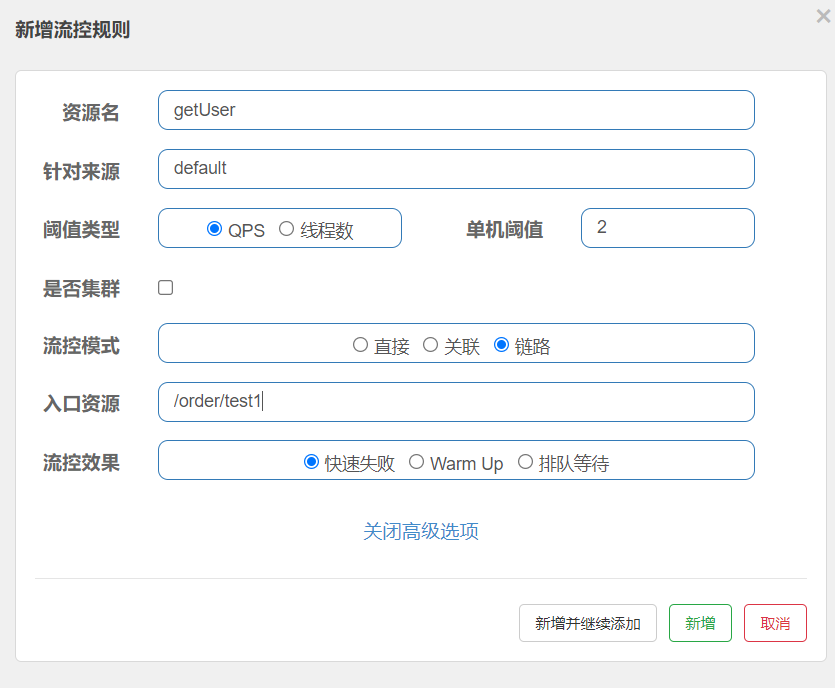 新增流控规则
×
资源名 getUser
针对来源 default
阈值类型 QPS 线程数 单机阈值 2
是否集群
流控模式 直接 关联 链路
入口资源 /order/test1
流控效果 快速失败 Warm Up 排队等待
关闭高级选项
新增并继续添加 新增 取消